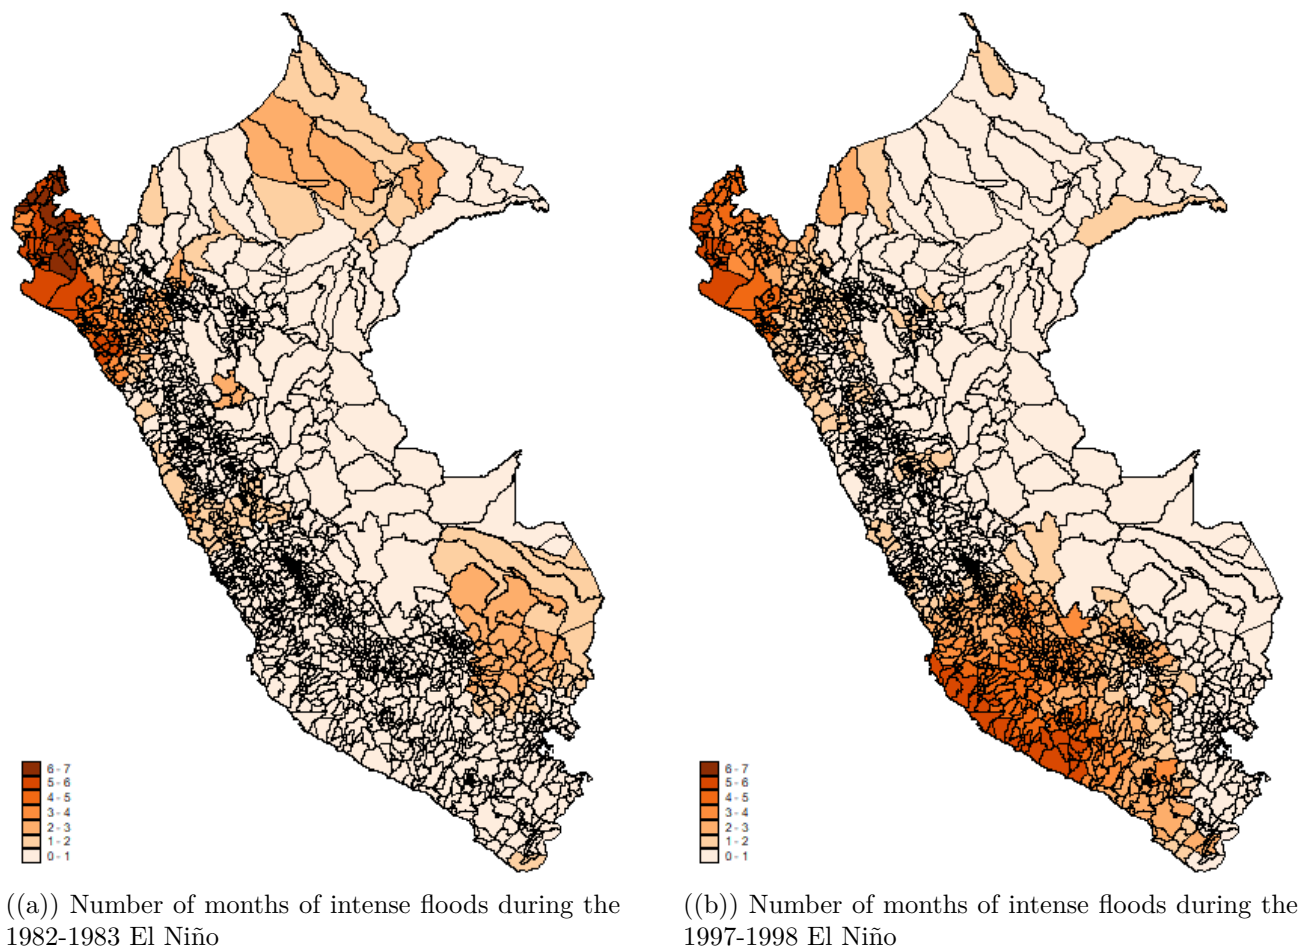 6 - 7
5 - 6
4 - 5
3 - 4
2 - 3
1 - 2
0 - 1
6 - 7
5 - 6
4 - 5
3 - 4
2 - 3
1 - 2
0 - 1
((a)) Number of months of intense floods during the
1982-1983 El Niño
((b)) Number of months of intense floods during the
1997-1998 El Niño